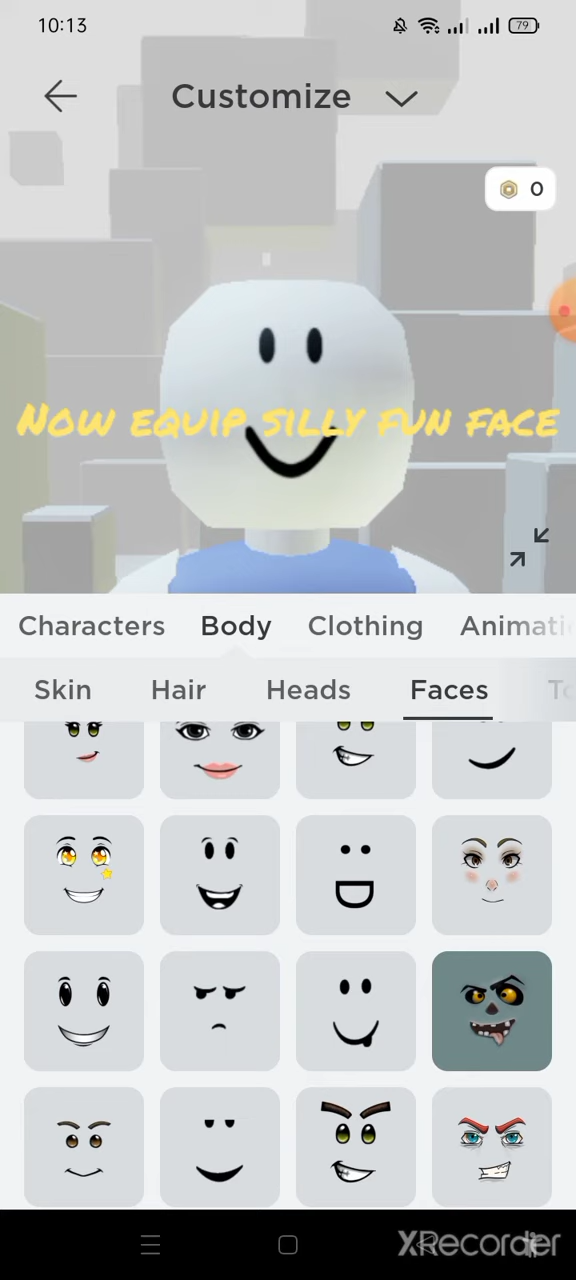 10:13
79
Customize
0
NOW EQUIP SILLY FUN FACE
Characters Body Clothing Animati
Skin Hair Heads Faces To
XRecorder